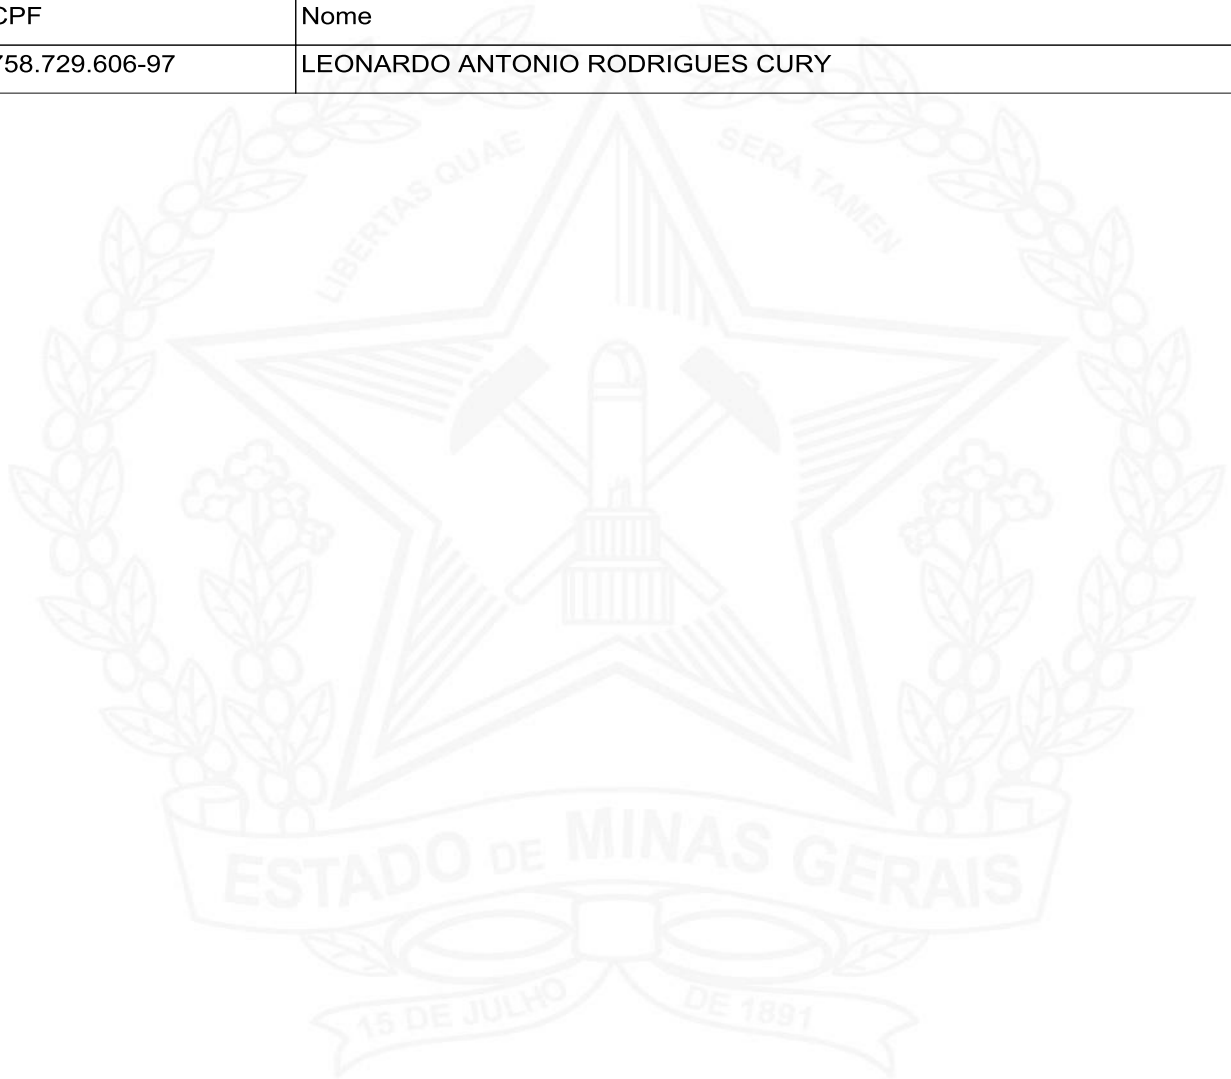 CPF Nome
758.729.606-97 LEONARDO ANTONIO RODRIGUES CURY
LIBERTAS QUAE SERA TAMEN
ESTADO DE MINAS GERAIS
15 DE JULHO DE 1891